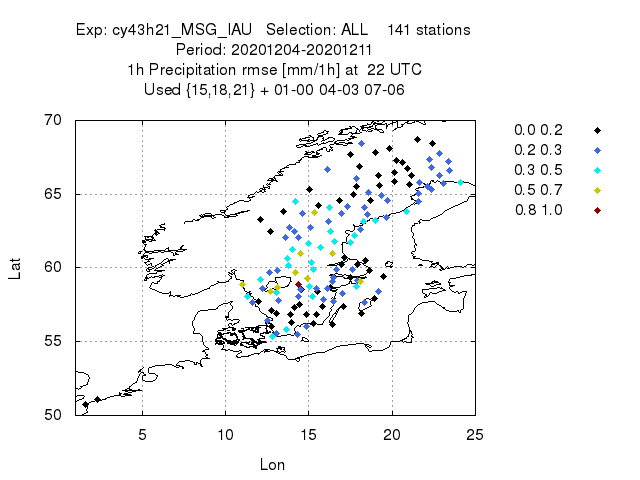 Exp: cy43h21_MSG_IAU   Selection: ALL    141 stations
Period: 20201204-20201211
1h Precipitation rmse [mm/1h] at  22 UTC
Used {15,18,21} + 01-00 04-03 07-06
70
65
60
55
50
Lat
5 10 15 20 25
Lon
0.0 0.2
0.2 0.3
0.3 0.5
0.5 0.7
0.8 1.0